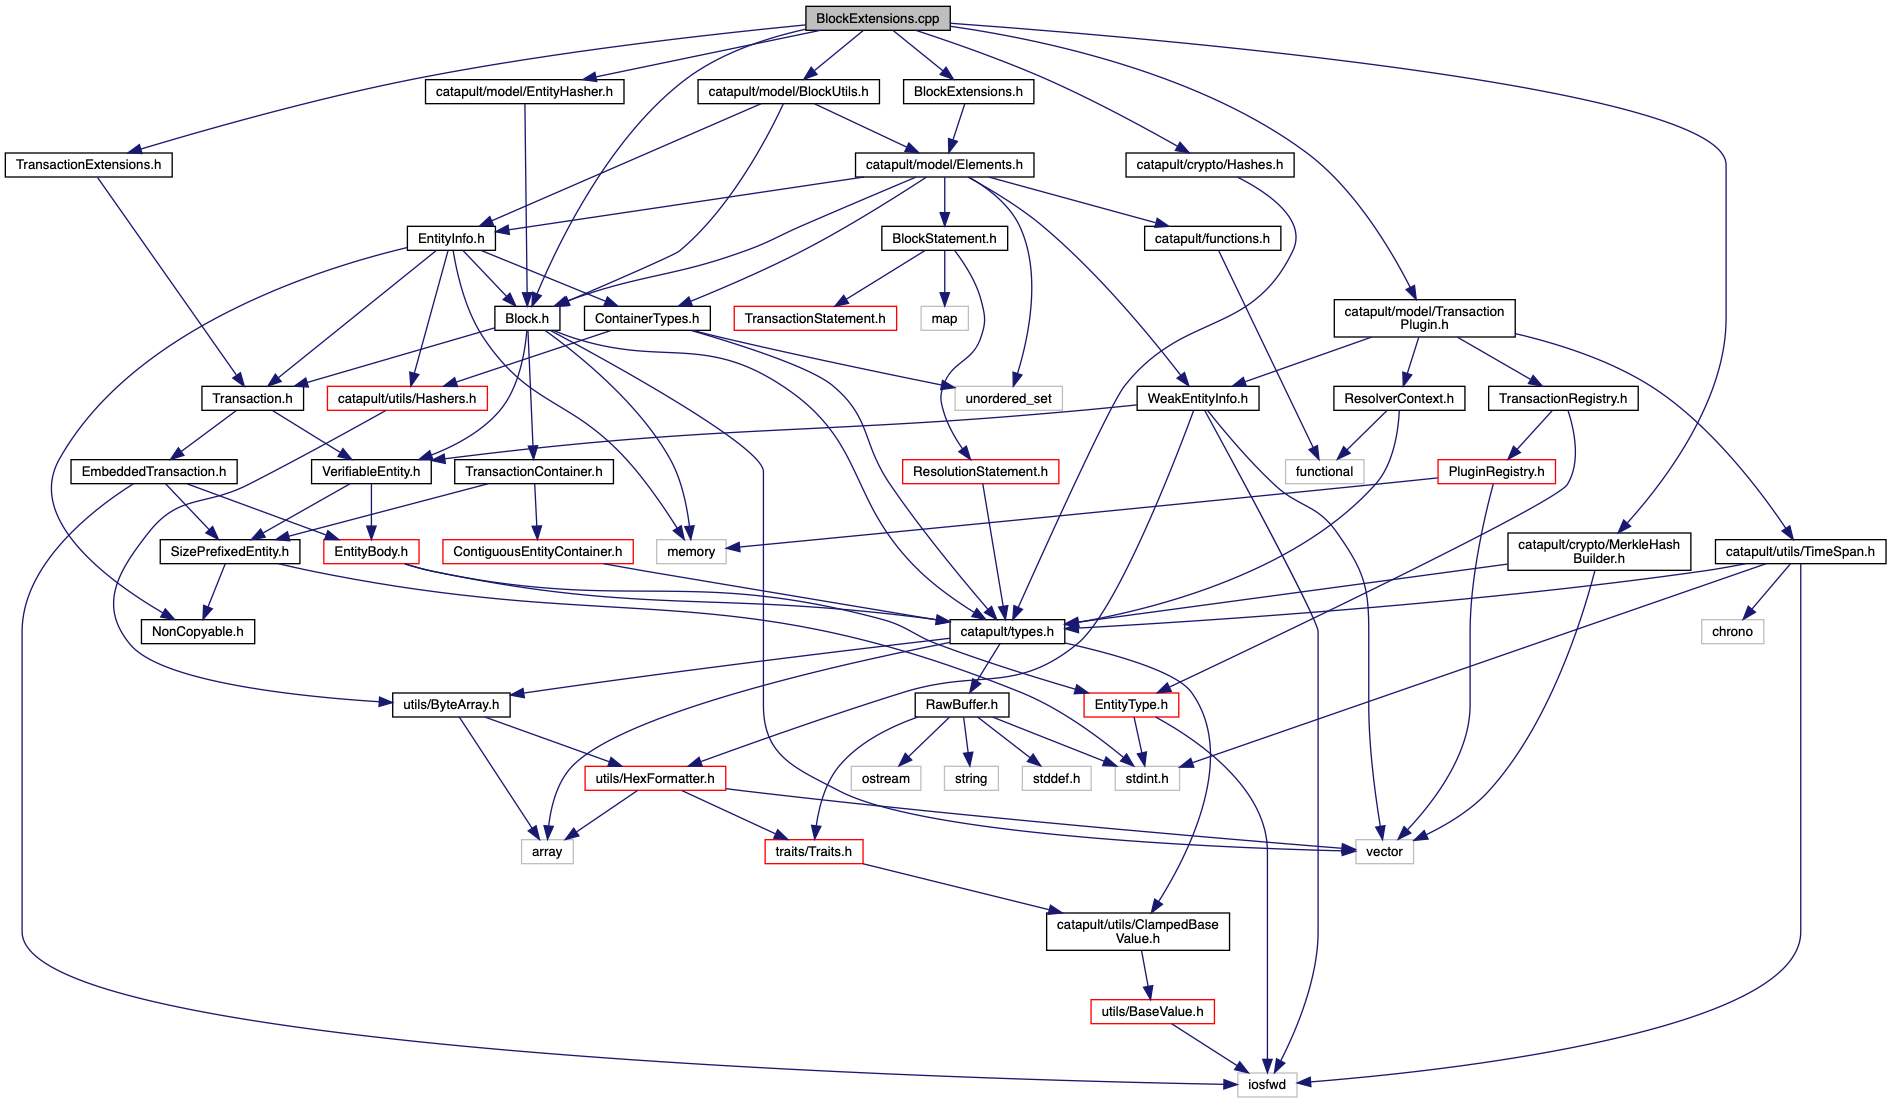 BlockExtensions.cpp
catapult/model/EntityHasher.h
catapult/model/BlockUtils.h
BlockExtensions.h
TransactionExtensions.h
catapult/model/Elements.h
catapult/crypto/Hashes.h
EntityInfo.h
BlockStatement.h
catapult/functions.h
Block.h
ContainerTypes.h
TransactionStatement.h
map
catapult/model/Transaction
Plugin.h
Transaction.h
catapult/utils/Hashers.h
unordered_set
WeakEntityInfo.h
ResolverContext.h
TransactionRegistry.h
EmbeddedTransaction.h
VerifiableEntity.h
TransactionContainer.h
ResolutionStatement.h
functional
PluginRegistry.h
SizePrefixedEntity.h
EntityBody.h
ContiguousEntityContainer.h
memory
catapult/crypto/MerkleHash
Builder.h
catapult/utils/TimeSpan.h
NonCopyable.h
catapult/types.h
chrono
utils/ByteArray.h
RawBuffer.h
EntityType.h
utils/HexFormatter.h
ostream
string
stddef.h
stdint.h
array
traits/Traits.h
vector
catapult/utils/ClampedBase
Value.h
utils/BaseValue.h
iosfwd